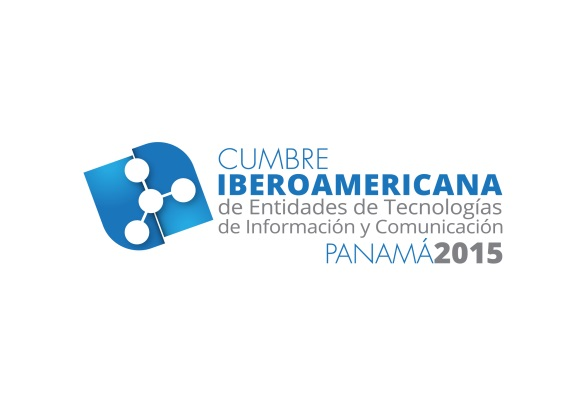 CUMBRE
IBEROAMERICANA
de Entidades de Tecnologías
de Información y Comunicación
PANAMÁ2015